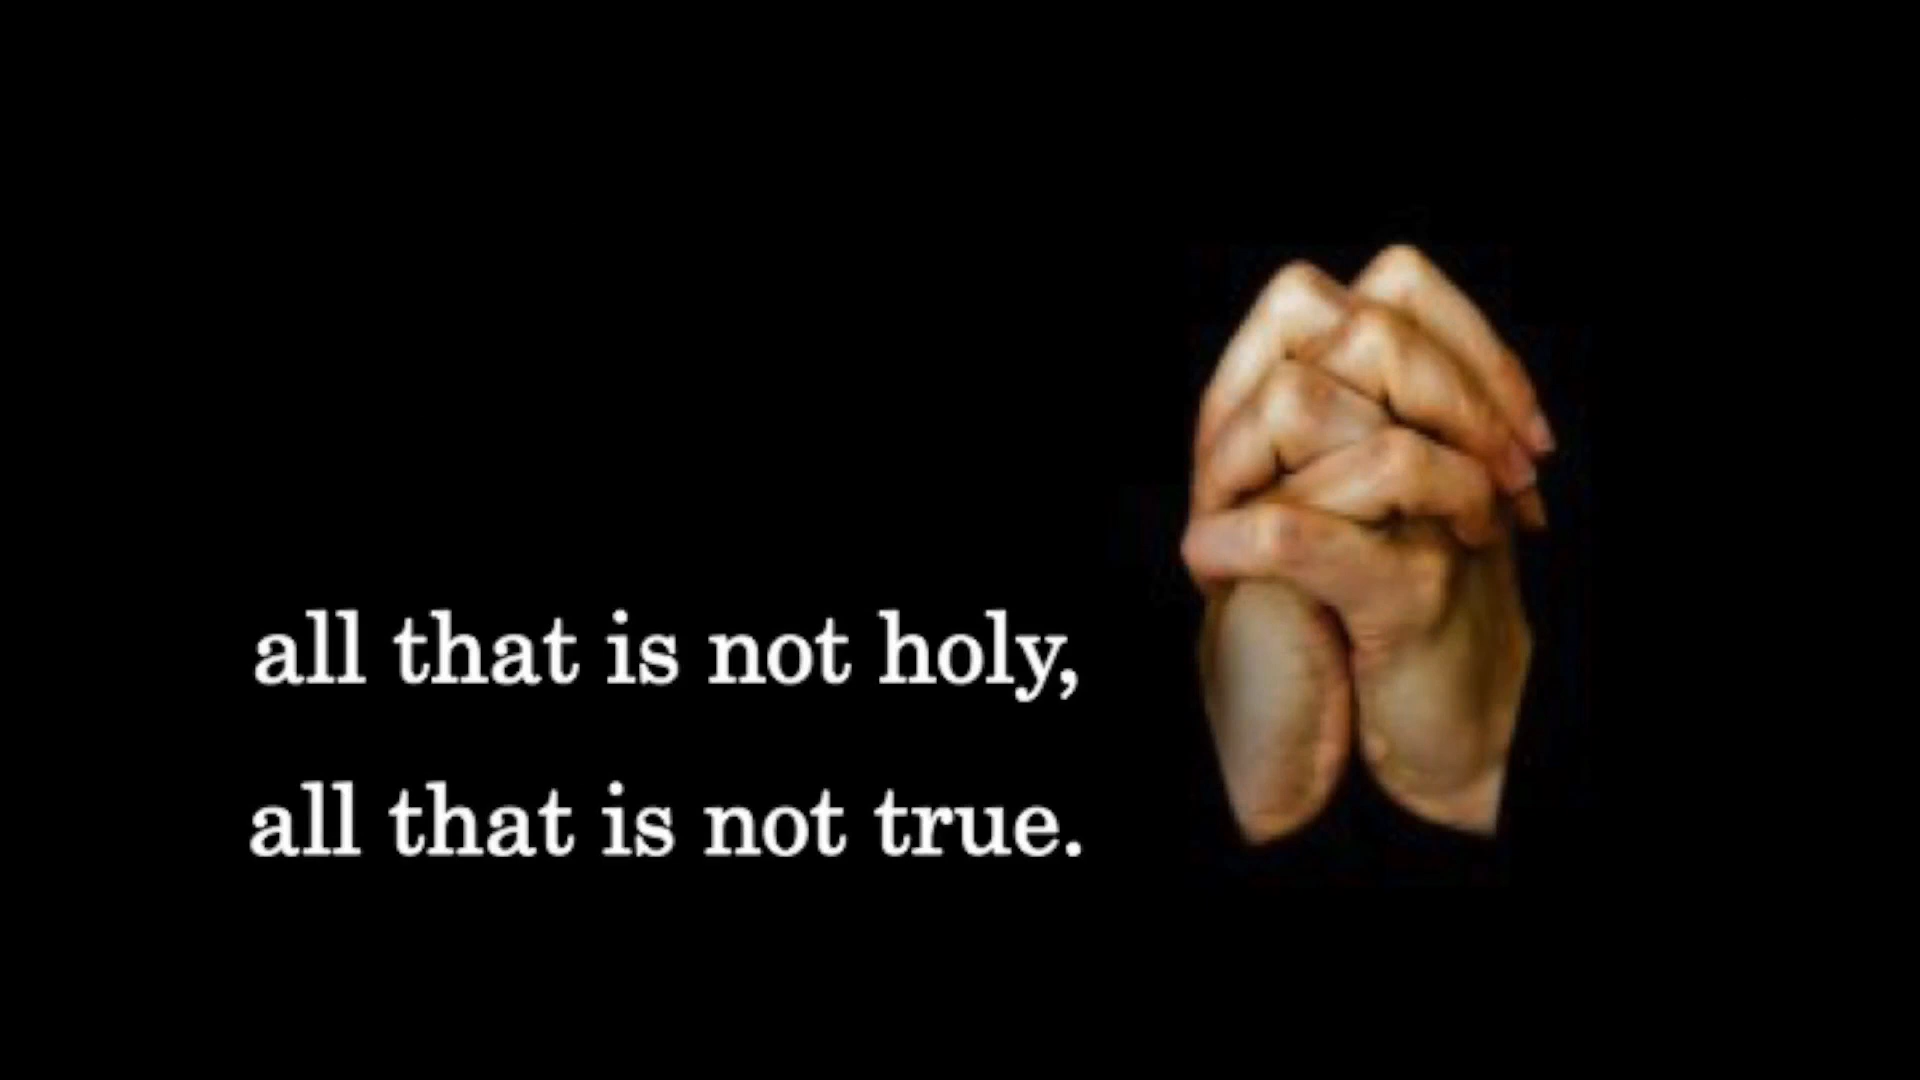 all that is not holy,
all that is not true.